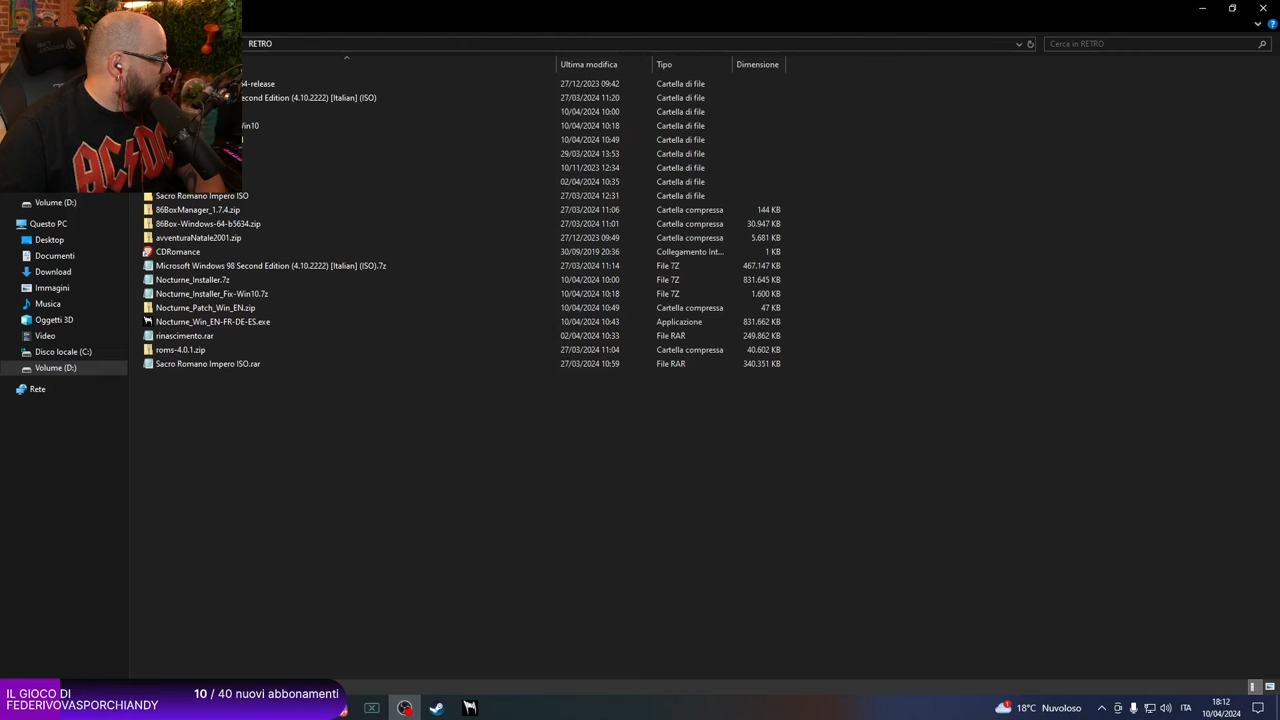 RETRO
Cerca in RETRO
Ultima modifica Tipo Dimensione
4-release 27/12/2023 09:42 Cartella di file
econd Edition (4.10.2222) [Italian] (ISO) 27/03/2024 11:20 Cartella di file
10/04/2024 10:00 Cartella di file
Win10 10/04/2024 10:18 Cartella di file
10/04/2024 10:49 Cartella di file
29/03/2024 13:53 Cartella di file
10/11/2023 12:34 Cartella di file
02/04/2024 10:35 Cartella di file
Sacro Romano Impero ISO 27/03/2024 12:31 Cartella di file
86BoxManager_1.7.4.zip 27/03/2024 11:06 Cartella compressa 144 KB
86Box-Windows-64-b5634.zip 27/03/2024 11:01 Cartella compressa 30.947 KB
avventuraNatale2001.zip 27/12/2023 09:49 Cartella compressa 5.681 KB
CDRomance 30/09/2019 20:36 Collegamento Int... 1 KB
Microsoft Windows 98 Second Edition (4.10.2222) [Italian] (ISO).7z 27/03/2024 11:14 File 7Z 467.147 KB
Nocturne_Installer.7z 10/04/2024 10:00 File 7Z 831.645 KB
Nocturne_Installer_Fix-Win10.7z 10/04/2024 10:18 File 7Z 1.600 KB
Nocturne_Patch_Win_EN.zip 10/04/2024 10:49 Cartella compressa 47 KB
Nocturne_Win_EN-FR-DE-ES.exe 10/04/2024 10:43 Applicazione 831.662 KB
rinascimento.rar 02/04/2024 10:33 File RAR 249.862 KB
roms-4.0.1.zip 27/03/2024 11:04 Cartella compressa 40.602 KB
Sacro Romano Impero ISO.rar 27/03/2024 10:59 File RAR 340.351 KB
Volume (D:)
Questo PC
Desktop
Documenti
Download
Immagini
Musica
Oggetti 3D
Video
Disco locale (C:)
Volume (D:)
Rete
AC DC
IL GIOCO DI
FEDERIVOVASPORCHIANDY
10 / 40 nuovi abbonamenti
18°C Nuvoloso
ITA
18:12
10/04/2024